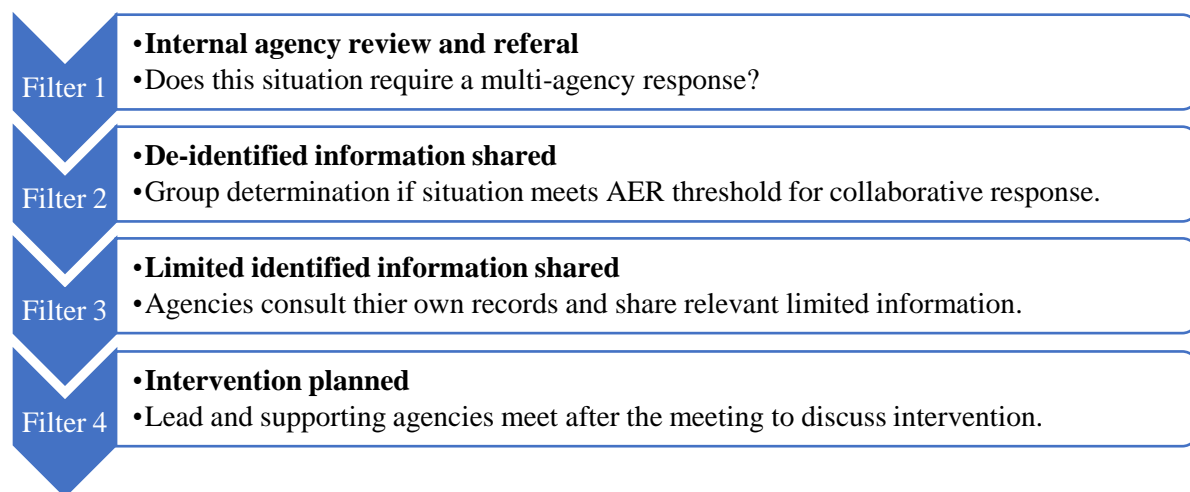 Filter 1
•Internal agency review and referal
•Does this situation require a multi-agency response?
Filter 2
•De-identified information shared
•Group determination if situation meets AER threshold for collaborative response.
Filter 3
•Limited identified information shared
•Agencies consult thier own records and share relevant limited information.
Filter 4
•Intervention planned
•Lead and supporting agencies meet after the meeting to discuss intervention.